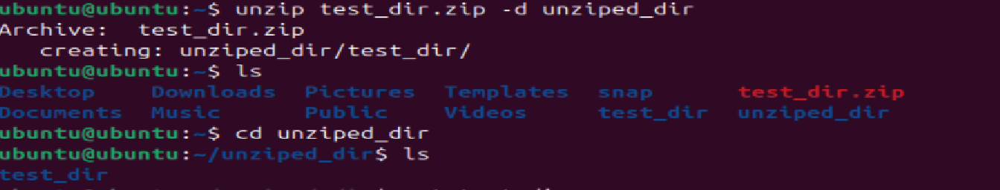 ubuntu@ubuntu:~$ unzip test_dir.zip -d unziped_dir
Archive:  test_dir.zip
   creating: unziped_dir/test_dir/
ubuntu@ubuntu:~$ ls
Desktop    Downloads  Pictures  Templates  snap      test_dir.zip
Documents  Music      Public    Videos     test_dir  unziped_dir
ubuntu@ubuntu:~$ cd unziped_dir
ubuntu@ubuntu:~/unziped_dir$ ls
test_dir